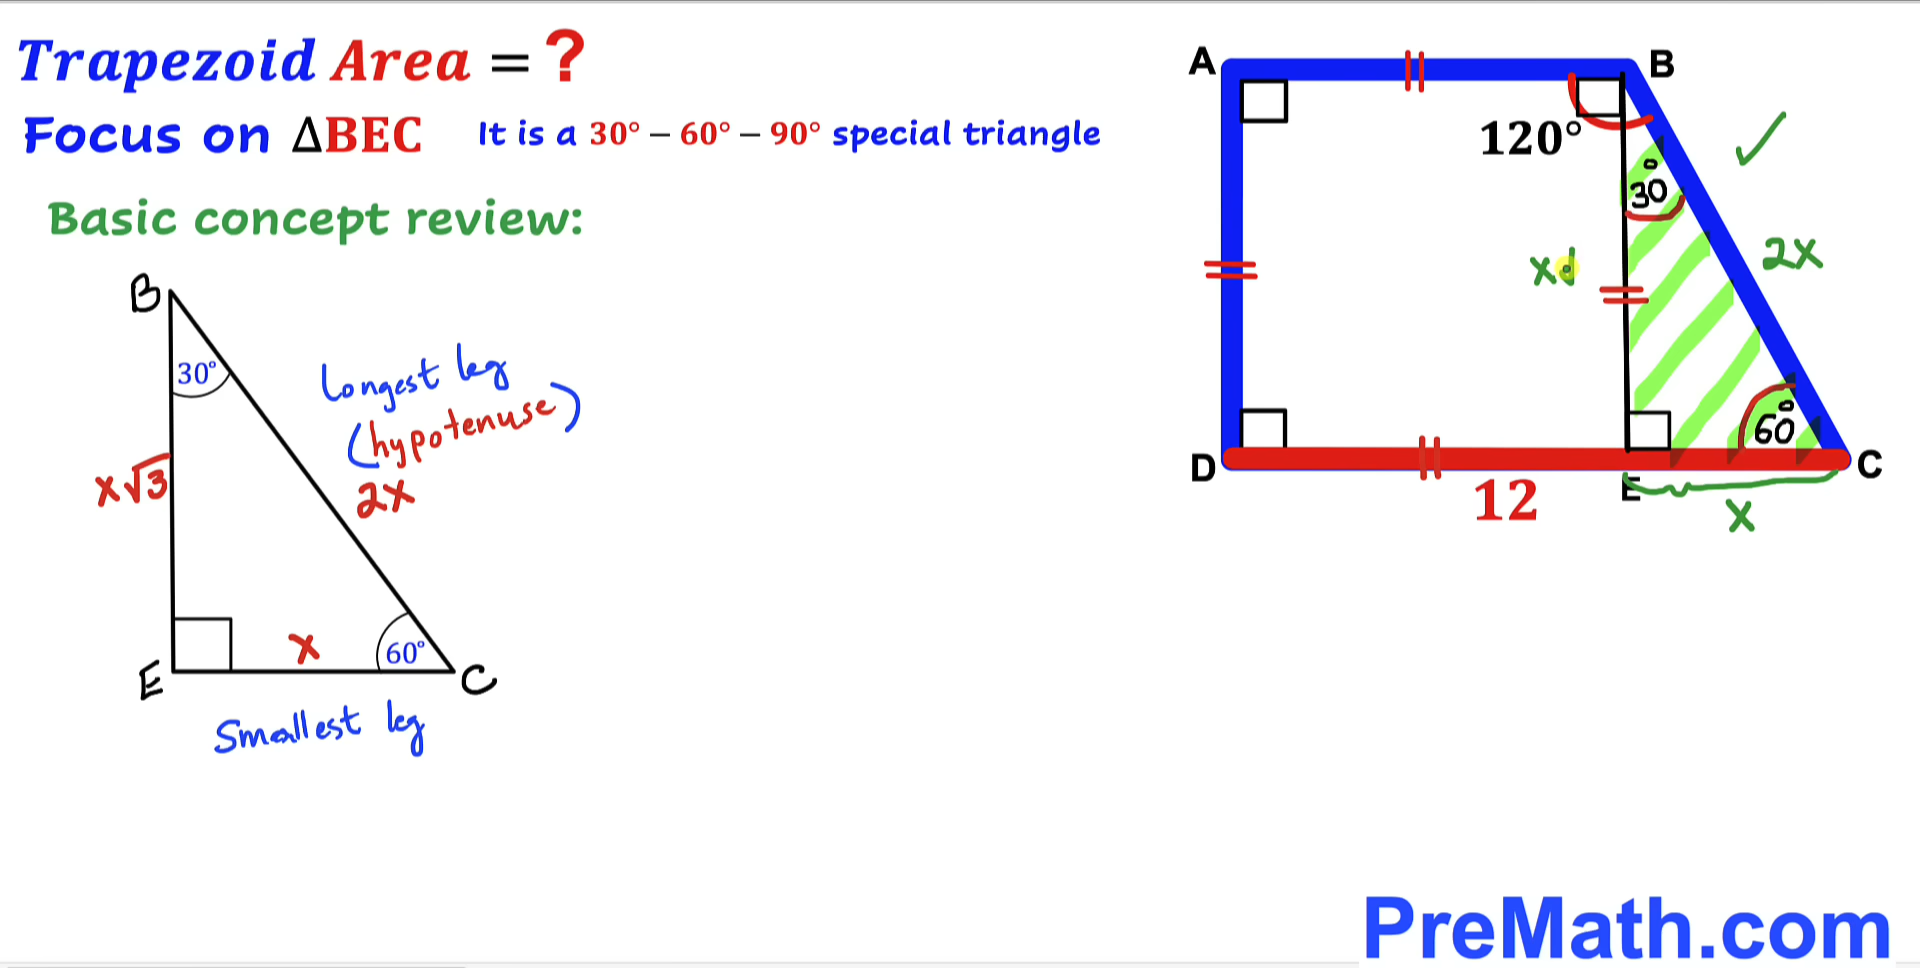 Trapezoid Area = ?
Focus on ΔBEC It is a 30° – 60° – 90° special triangle
Basic concept review:
B
30°
Longest leg
(hypotenuse)
2x
x√3
x
60°
E
C
Smallest leg
A
B
120°
30°
2x
x
60°
D
12
E
C
x
PreMath.com